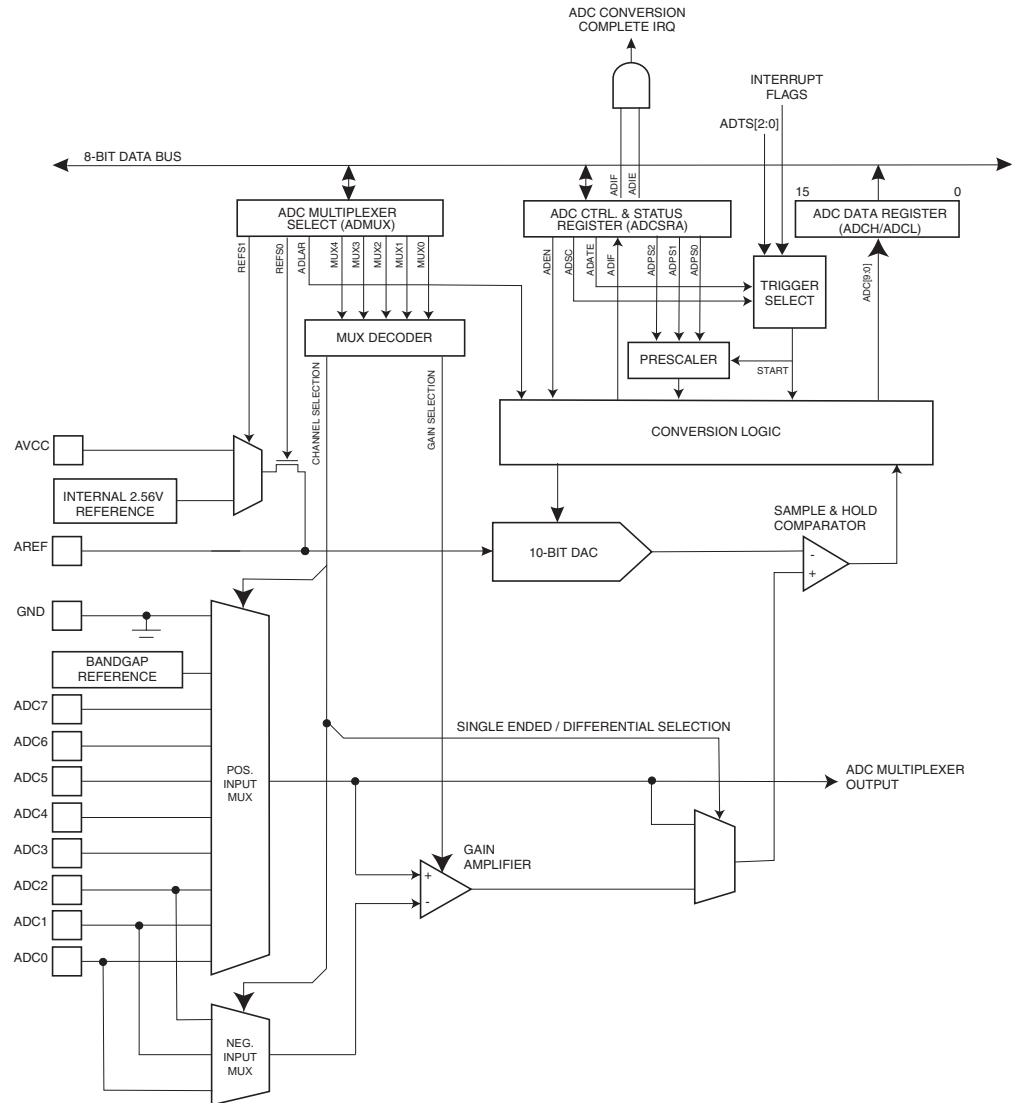 ADC CONVERSION
COMPLETE IRQ
INTERRUPT
FLAGS
ADTS[2:0]
8-BIT DATA BUS
ADIF
ADIE
15
0
ADC MULTIPLEXER
SELECT (ADMUX)
ADC CTRL. & STATUS
REGISTER (ADCSRA)
ADC DATA REGISTER
(ADCH/ADCL)
REFS1
REFS0
ADLAR
MUX4
MUX3
MUX2
MUX1
MUX0
ADEN
ADSC
ADATE
ADIF
ADPS2
ADPS1
ADPS0
ADC[9:0]
TRIGGER
SELECT
MUX DECODER
PRESCALER
START
CHANNEL SELECTION
GAIN SELECTION
CONVERSION LOGIC
AVCC
INTERNAL 2.56V
REFERENCE
SAMPLE & HOLD
COMPARATOR
AREF
10-BIT DAC
-
+
GND
BANDGAP
REFERENCE
ADC7
SINGLE ENDED / DIFFERENTIAL SELECTION
ADC6
ADC5
POS.
INPUT
MUX
ADC MULTIPLEXER
OUTPUT
ADC4
ADC3
GAIN
AMPLIFIER
+
-
ADC2
ADC1
ADC0
NEG.
INPUT
MUX